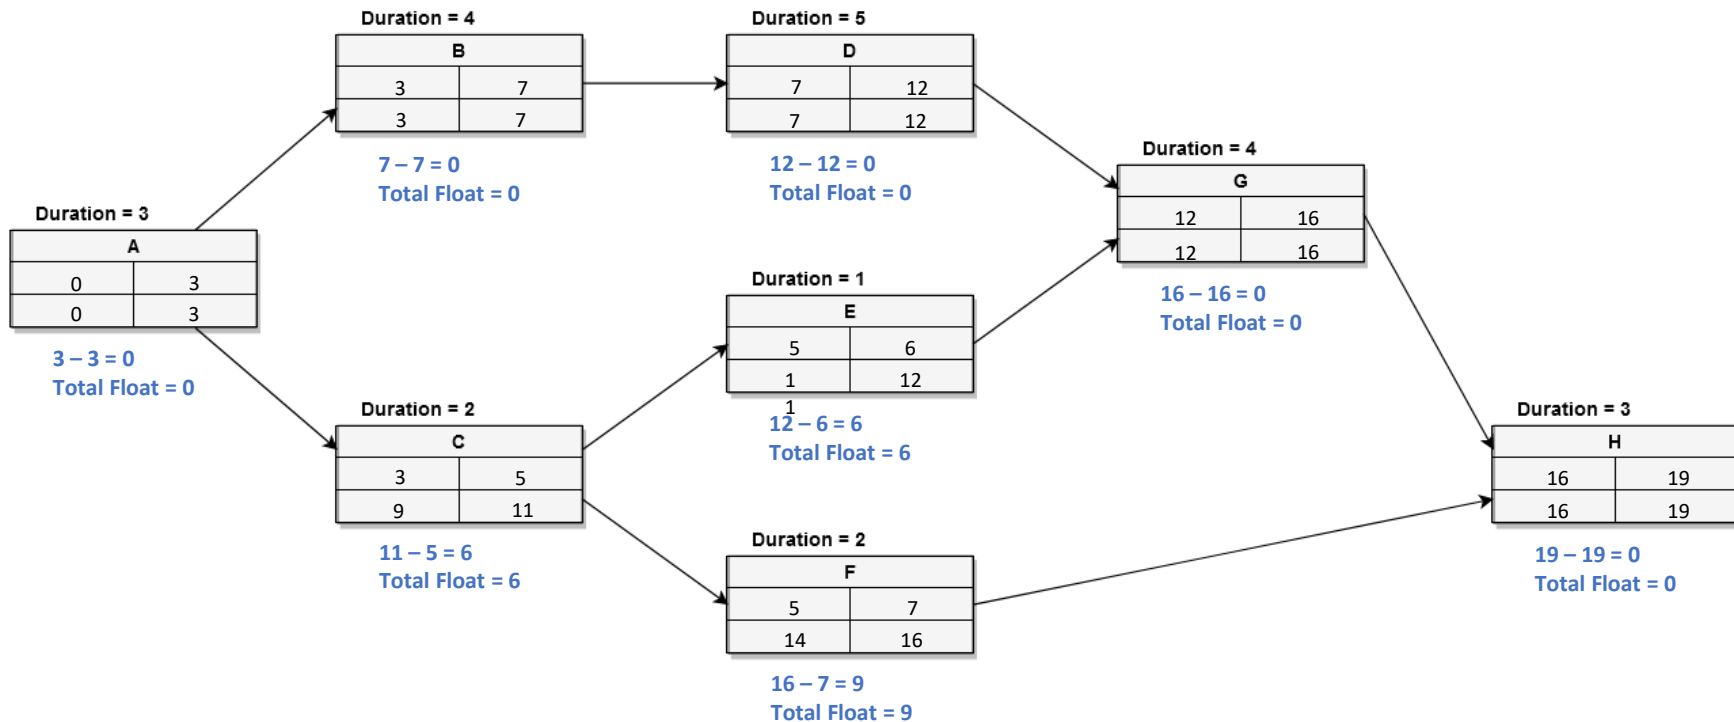 Duration = 3
A
0 3
0 3
3 – 3 = 0
Total Float = 0
Duration = 4
B
3 7
3 7
7 – 7 = 0
Total Float = 0
Duration = 2
C
3 5
9 11
11 – 5 = 6
Total Float = 6
Duration = 5
D
7 12
7 12
12 – 12 = 0
Total Float = 0
Duration = 1
E
5 6
1 12
1
12 – 6 = 6
Total Float = 6
Duration = 2
F
5 7
14 16
16 – 7 = 9
Total Float = 9
Duration = 4
G
12 16
12 16
16 – 16 = 0
Total Float = 0
Duration = 3
H
16 19
16 19
19 – 19 = 0
Total Float = 0